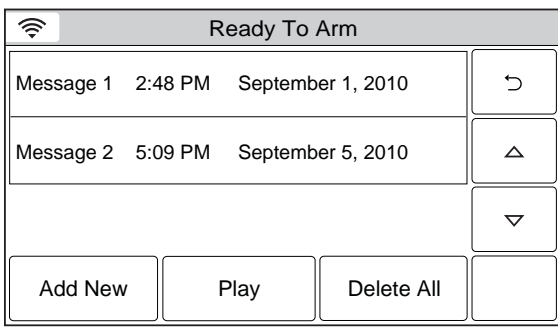 Ready To Arm
Message 1 2:48 PM September 1, 2010
Message 2 5:09 PM September 5, 2010
Add New Play Delete All